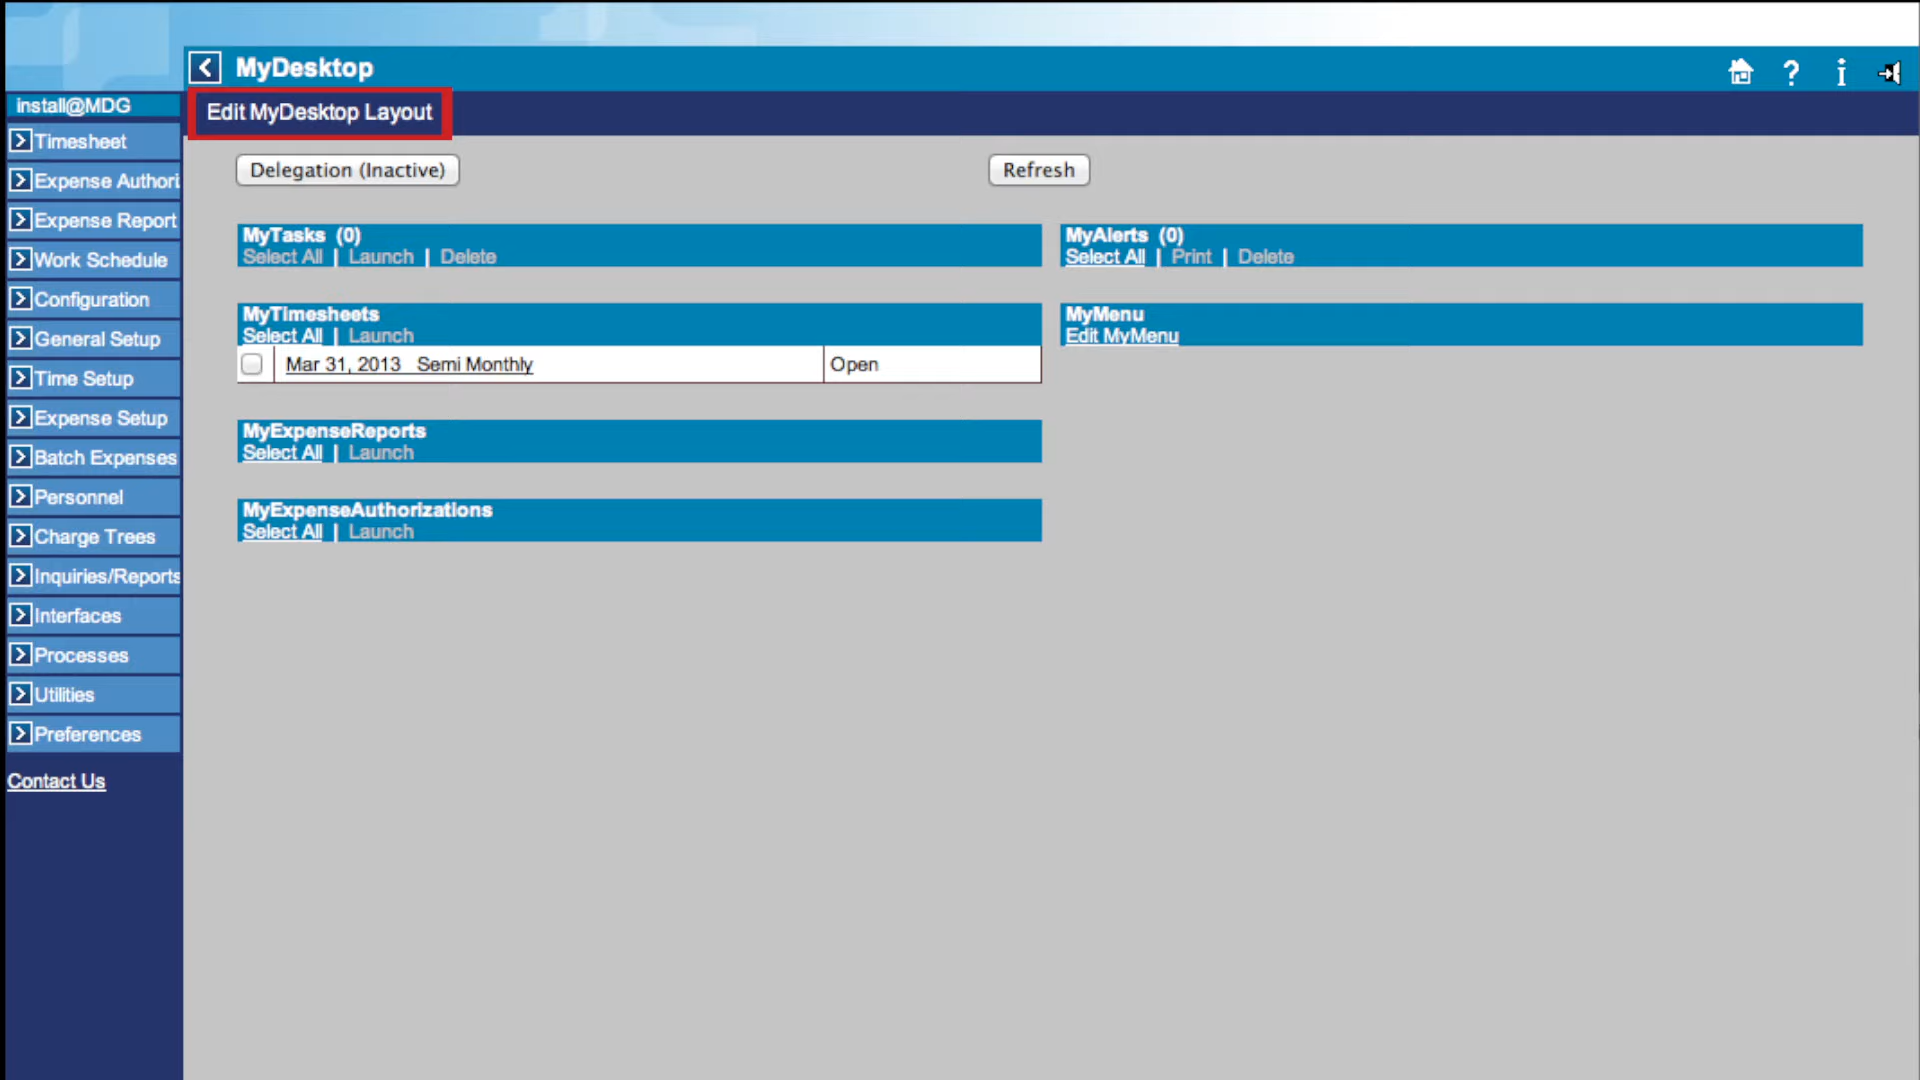 MyDesktop
? i
install@MDG
Edit MyDesktop Layout
Timesheet
Expense Authori
Expense Report
Work Schedule
Configuration
General Setup
Time Setup
Expense Setup
Batch Expenses
Personnel
Charge Trees
Inquiries/Reports
Interfaces
Processes
Utilities
Preferences
Contact Us
Delegation (Inactive)
Refresh
MyTasks (0)
Select All | Launch | Delete
MyTimesheets
Select All | Launch
Mar 31, 2013 Semi Monthly Open
MyExpenseReports
Select All | Launch
MyExpenseAuthorizations
Select All | Launch
MyAlerts (0)
Select All | Print | Delete
MyMenu
Edit MyMenu